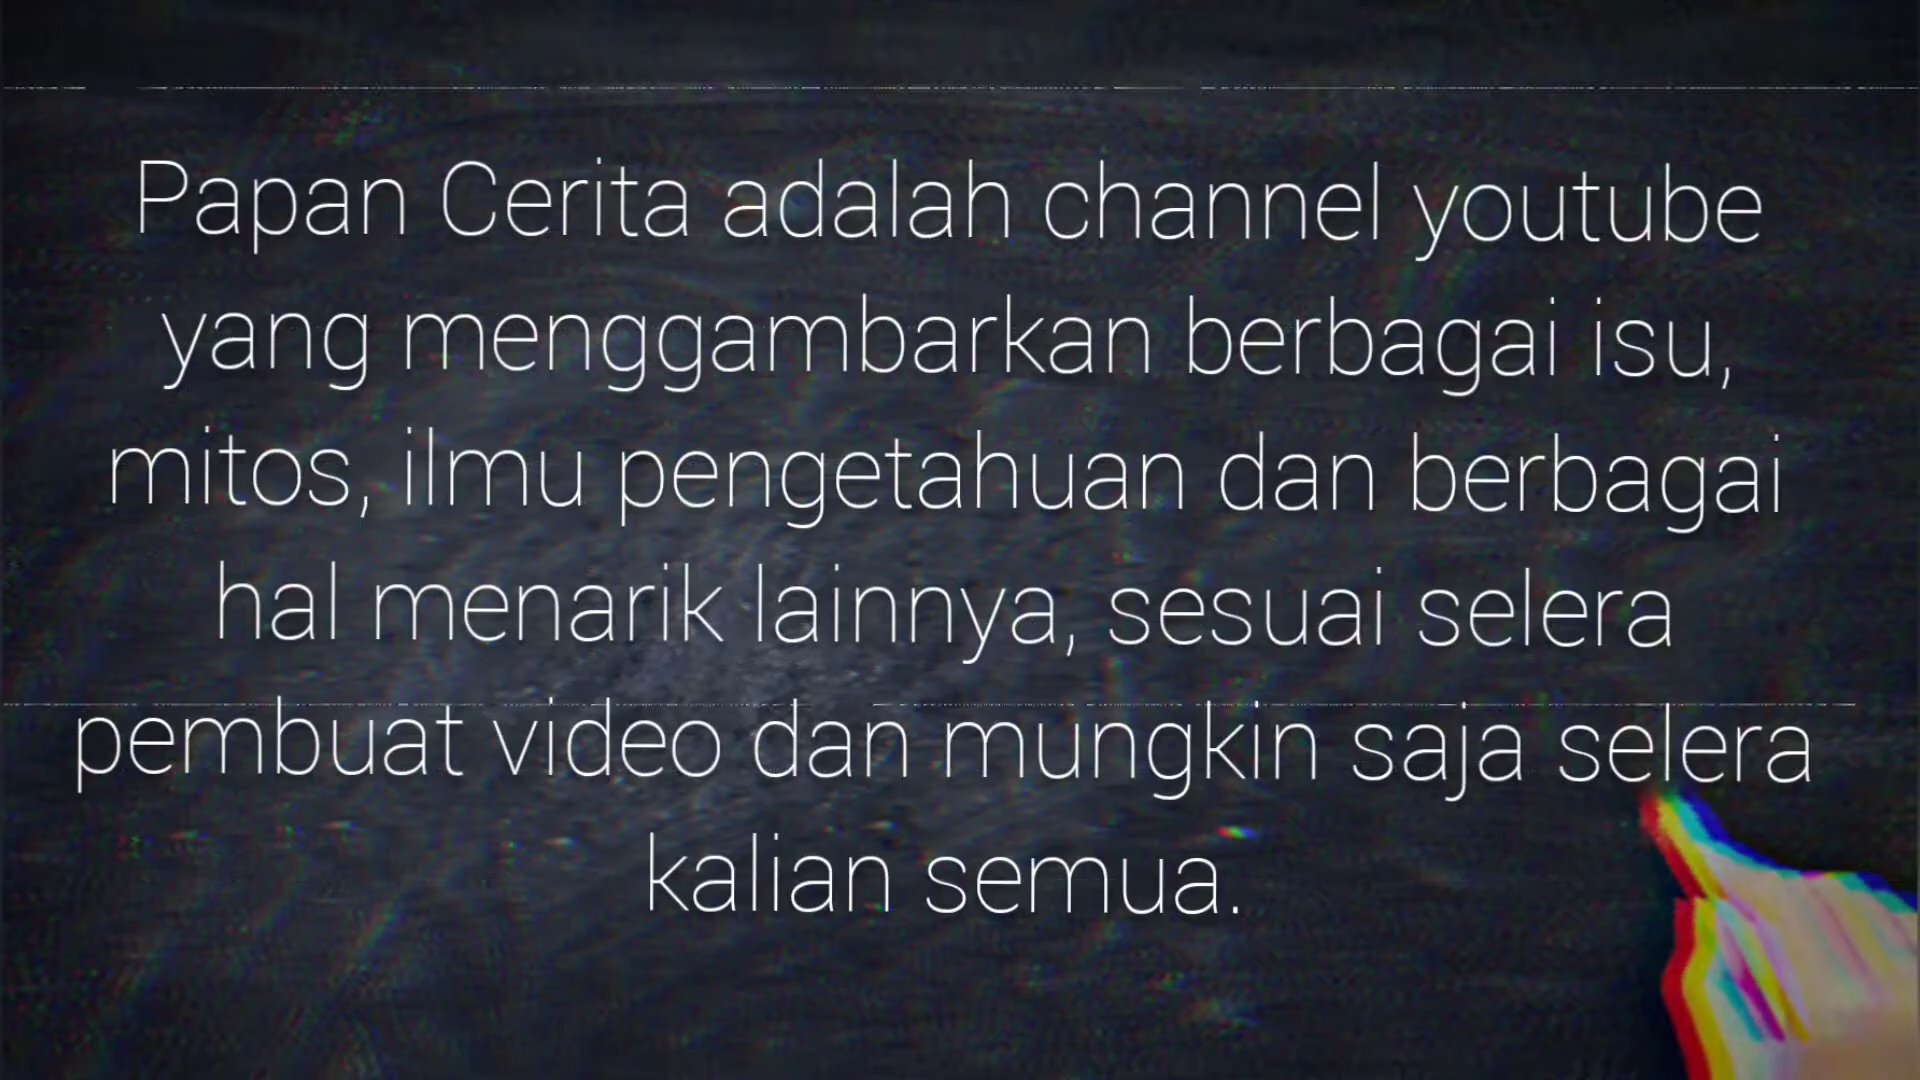 Papan Cerita adalah channel youtube
yang menggambarkan berbagai isu,
mitos, ilmu pengetahuan dan berbagai
hal menarik lainnya, sesuai selera
pembuat video dan mungkin saja selera
kalian semua.